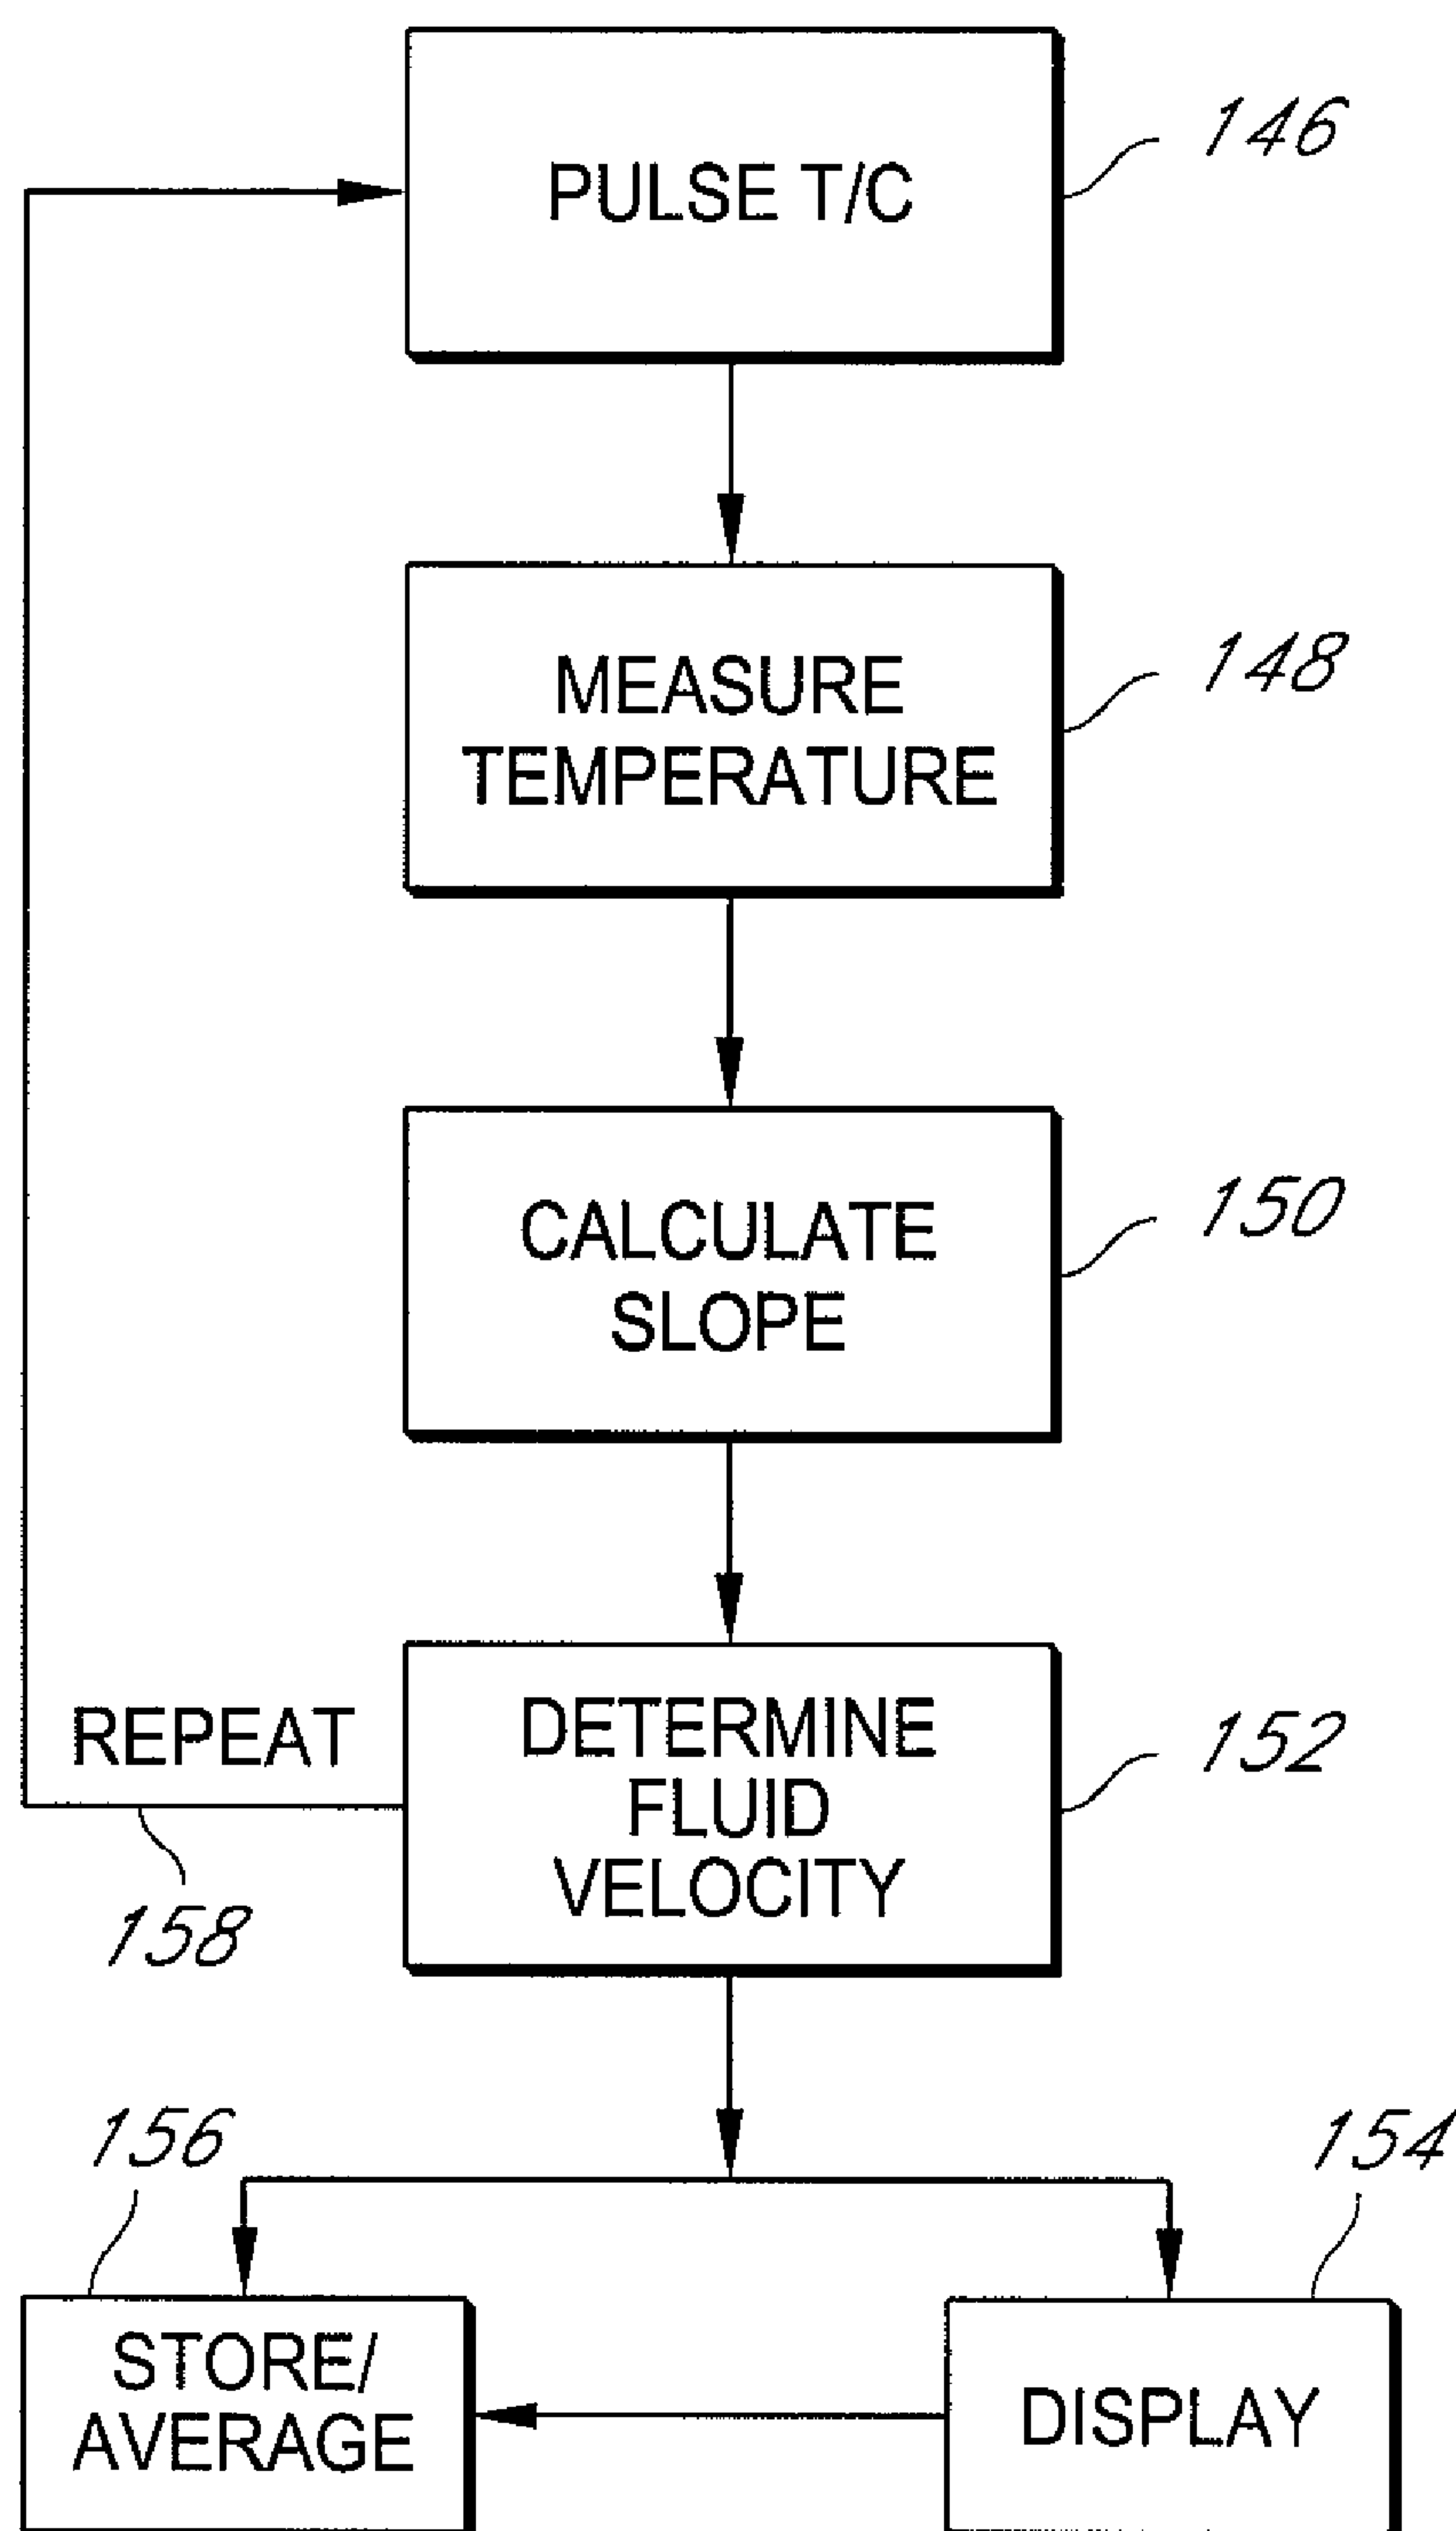 PULSE T/C
146
MEASURE
TEMPERATURE
148
CALCULATE
SLOPE
150
REPEAT
DETERMINE
FLUID
VELOCITY
152
158
156
154
STORE/
AVERAGE
DISPLAY